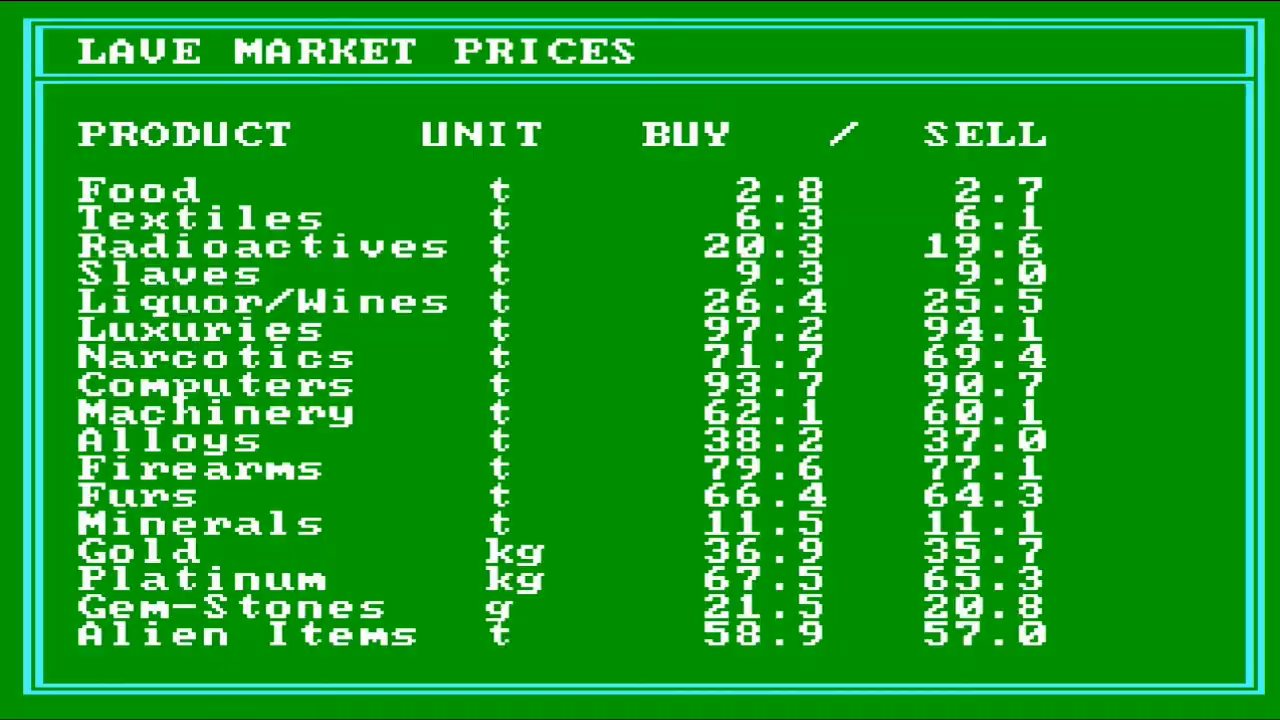 LAVE MARKET PRICES
PRODUCT UNIT BUY / SELL
Food t 2.8 2.7
Textiles t 6.3 6.1
Radioactives t 20.3 19.6
Slaves t 9.3 9.0
Liquor/Wines t 26.4 25.5
Luxuries t 97.2 94.1
Narcotics t 71.7 69.4
Computers t 93.7 90.7
Machinery t 62.1 60.1
Alloys t 38.2 37.0
Firearms t 79.6 77.1
Furs t 66.4 64.3
Minerals t 11.5 11.1
Gold kg 36.9 35.7
Platinum kg 67.5 65.3
Gem-Stones g 21.5 20.8
Alien Items t 58.9 57.0